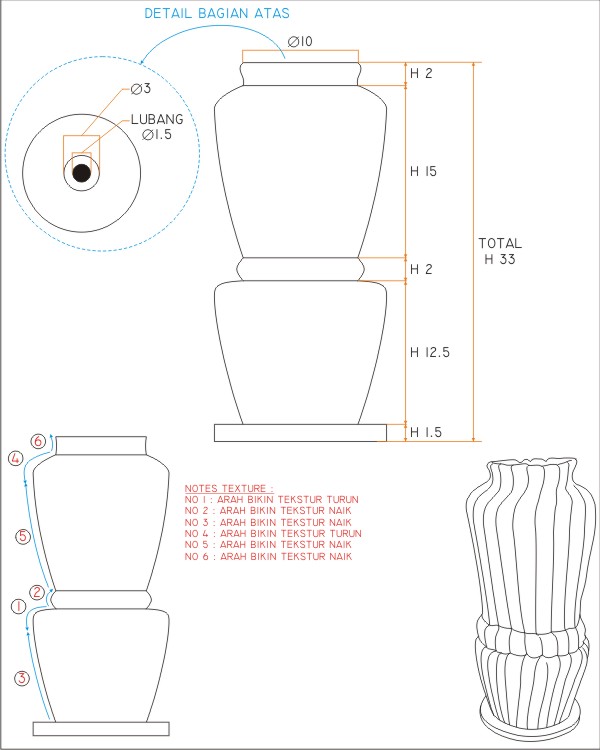 DETAIL BAGIAN ATAS
Ø10
H 2
Ø3
LUBANG
Ø1.5
H 15
TOTAL
H 33
H 2
H 12.5
H 1.5
6
4
5
2
1
3
NOTES TEXTURE :
NO 1 : ARAH BIKIN TEKSTUR TURUN
NO 2 : ARAH BIKIN TEKSTUR NAIK
NO 3 : ARAH BIKIN TEKSTUR NAIK
NO 4 : ARAH BIKIN TEKSTUR TURUN
NO 5 : ARAH BIKIN TEKSTUR NAIK
NO 6 : ARAH BIKIN TEKSTUR NAIK